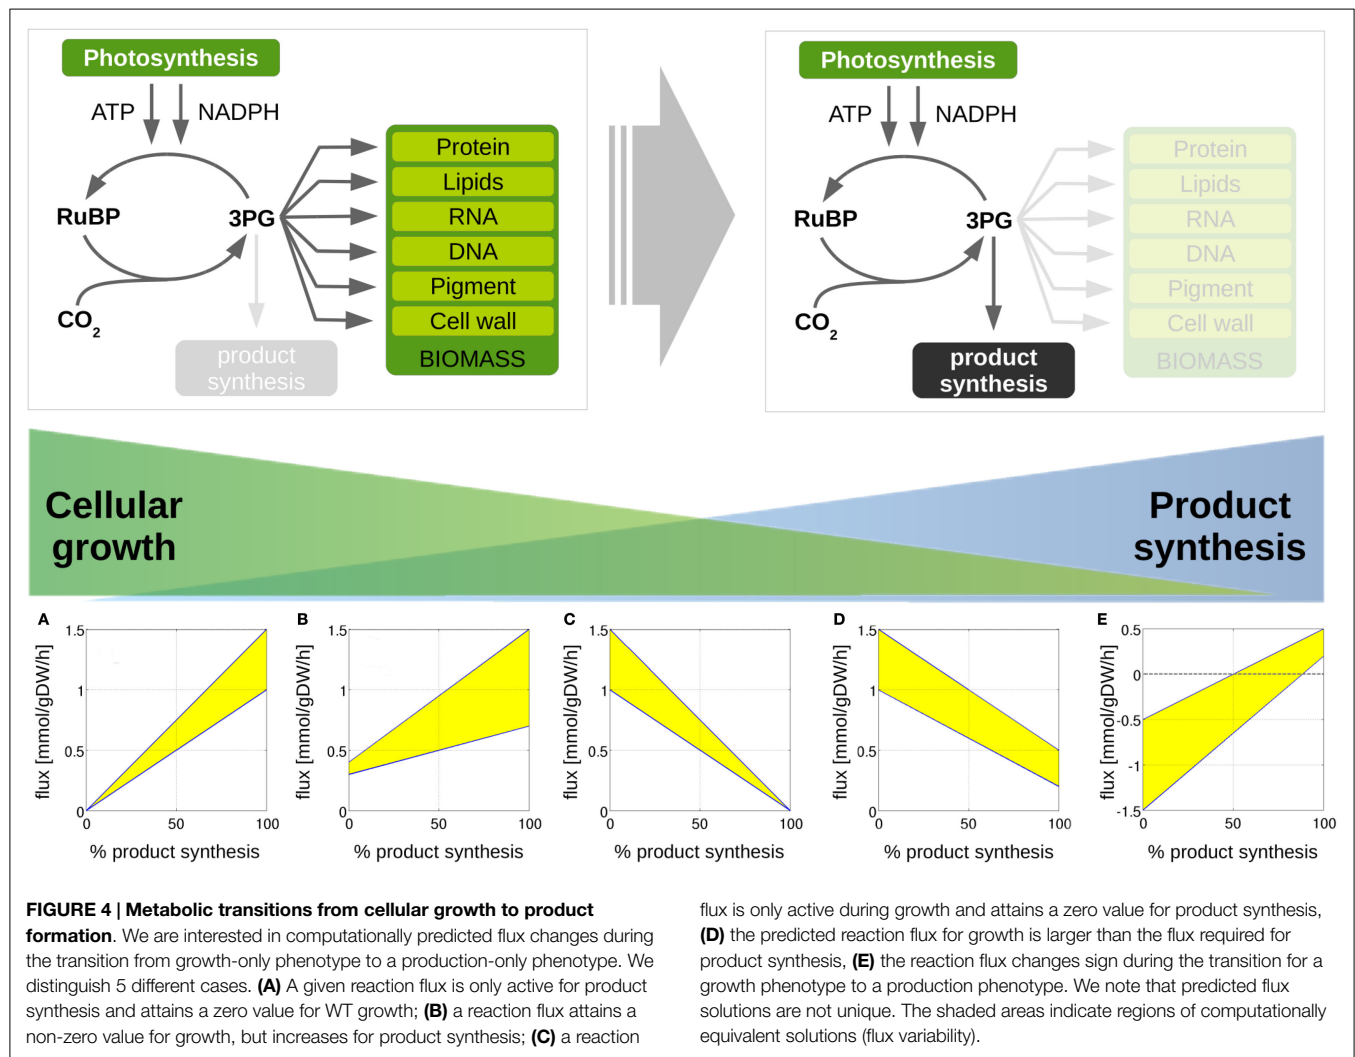 Photosynthesis
ATP
NADPH
RuBP
3PG
CO2
Protein
Lipids
RNA
DNA
Pigment
Cell wall
BIOMASS
product
synthesis
Photosynthesis
ATP
NADPH
RuBP
3PG
CO2
Protein
Lipids
RNA
DNA
Pigment
Cell wall
BIOMASS
product
synthesis
Cellular
growth
Product
synthesis
A
flux [mmol/gDW/h]
1.5
1
0.5
0
0 50 100
% product synthesis
B
flux [mmol/gDW/h]
1.5
1
0.5
0
0 50 100
% product synthesis
C
flux [mmol/gDW/h]
1.5
1
0.5
0
0 50 100
% product synthesis
D
flux [mmol/gDW/h]
1.5
1
0.5
0
0 50 100
% product synthesis
E
flux [mmol/gDW/h]
0.5
0
-0.5
-1
-1.5
0 50 100
% product synthesis
FIGURE 4 | Metabolic transitions from cellular growth to product
formation. We are interested in computationally predicted flux changes during
the transition from growth-only phenotype to a production-only phenotype. We
distinguish 5 different cases. (A) A given reaction flux is only active for product
synthesis and attains a zero value for WT growth; (B) a reaction flux attains a
non-zero value for growth, but increases for product synthesis; (C) a reaction
flux is only active during growth and attains a zero value for product synthesis,
(D) the predicted reaction flux for growth is larger than the flux required for
product synthesis, (E) the reaction flux changes sign during the transition for a
growth phenotype to a production phenotype. We note that predicted flux
solutions are not unique. The shaded areas indicate regions of computationally
equivalent solutions (flux variability).